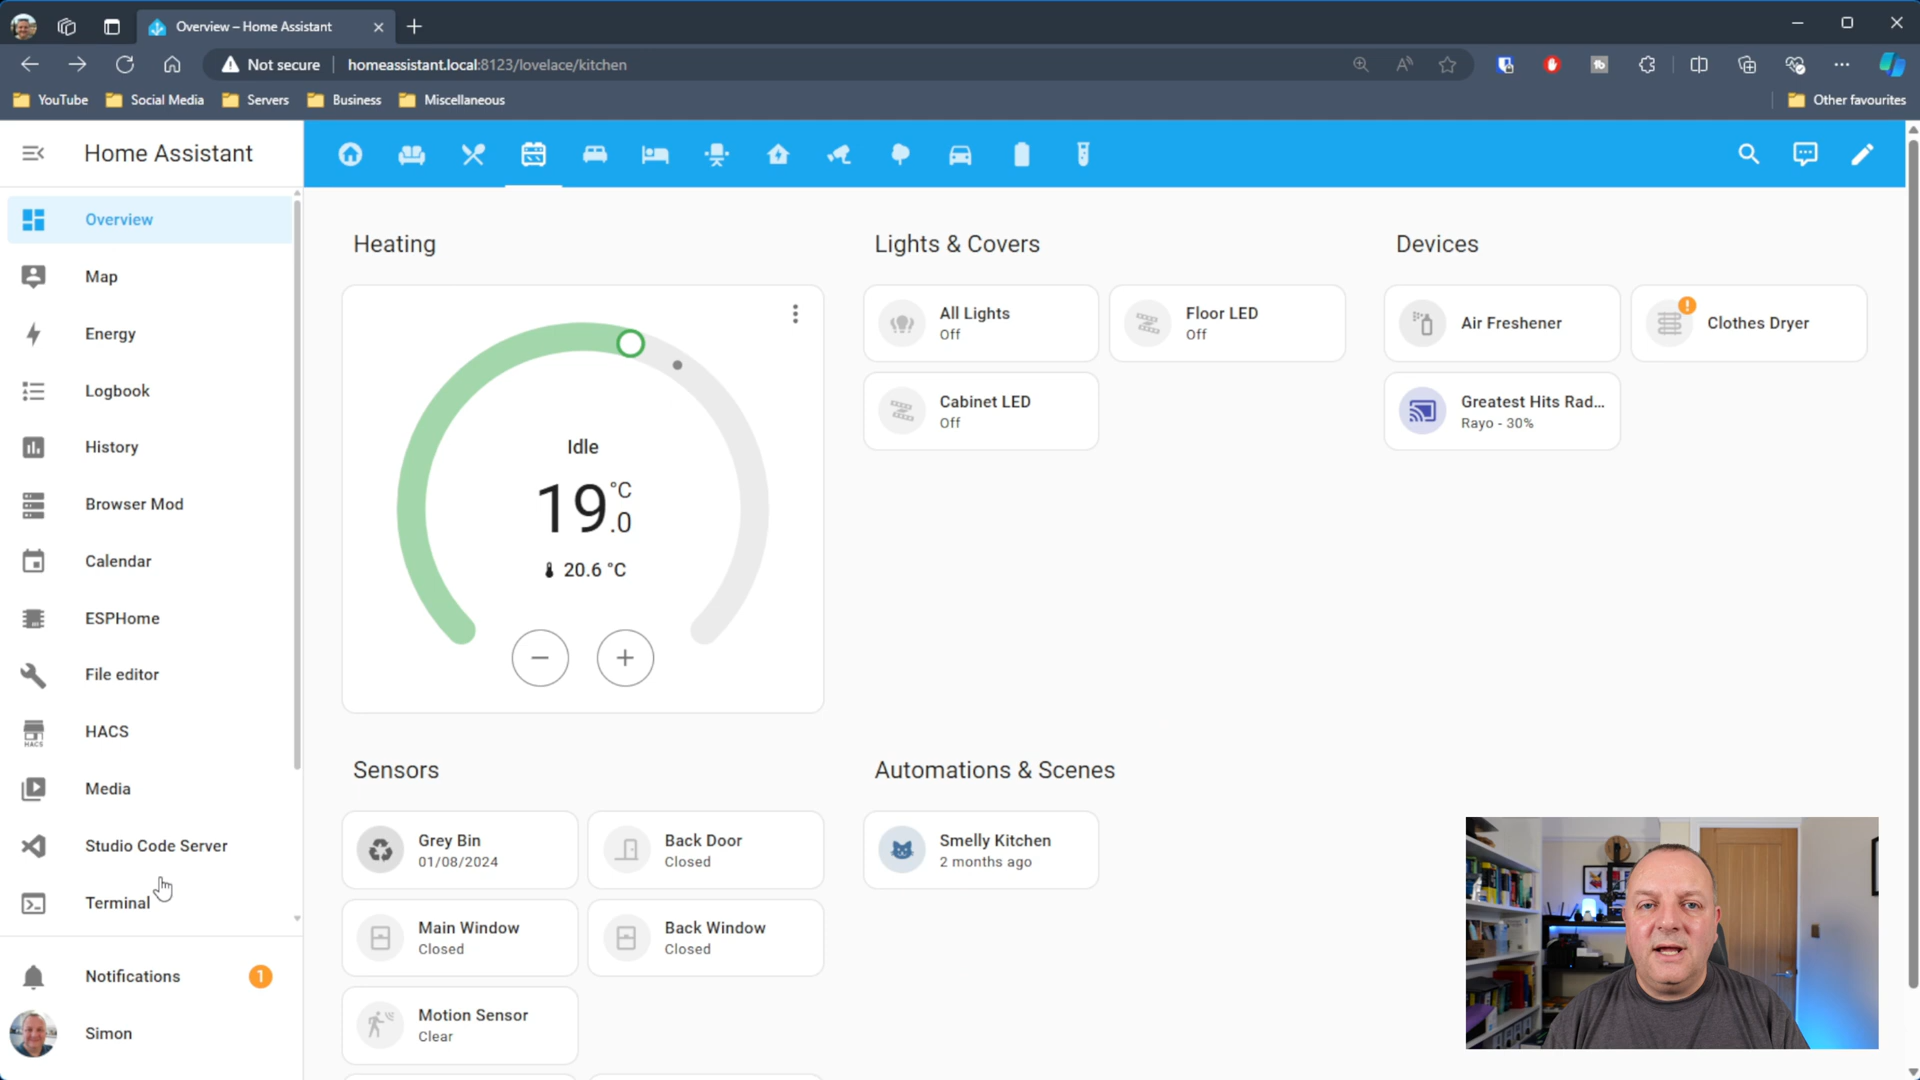 Overview – Home Assistant
Not secure
homeassistant.local:8123/lovelace/kitchen
YouTube
Social Media
Servers
Business
Miscellaneous
Other favourites
Home Assistant
Overview
Map
Energy
Logbook
History
Browser Mod
Calendar
ESPHome
File editor
HACS
HACS
Media
Studio Code Server
Terminal
Notifications
1
Simon
Heating
Idle
19.0 °C
20.6 °C
Lights & Covers
All Lights
Off
Floor LED
Off
Cabinet LED
Off
Devices
Air Freshener
Clothes Dryer
Greatest Hits Rad...
Rayo - 30%
Sensors
Grey Bin
01/08/2024
Back Door
Closed
Main Window
Closed
Back Window
Closed
Motion Sensor
Clear
Automations & Scenes
Smelly Kitchen
2 months ago